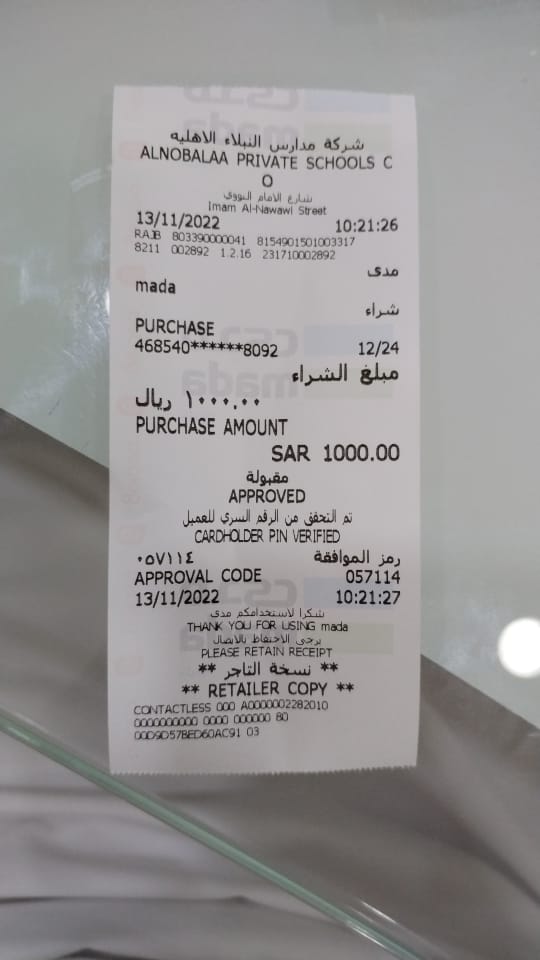 شركة مدارس النبلاء الاهليه
ALNOBALAA PRIVATE SCHOOLS C
O
شارع الامام النووي
Imam Al-Nawawi Street
13/11/2022 10:21:26
RAJB 803390000041 8154901501003317
8211 002892 1.2.16 231710002892
مدى
mada
شراء
PURCHASE
468540******8092 12/24
مبلغ الشراء
١٠٠٠.٠٠ ريال
PURCHASE AMOUNT
SAR 1000.00
مقبولة
APPROVED
تم التحقق من الرقم السري للعميل
CARDHOLDER PIN VERIFIED
رمز الموافقة ٠٥٧١١٤
APPROVAL CODE 057114
13/11/2022 10:21:27
شكرا لاستخدامكم مدى
THANK YOU FOR USING mada
يرجى الاحتفاظ بالايصال
PLEASE RETAIN RECEIPT
** نسخة التاجر **
** RETAILER COPY **
CONTACTLESS 000 A0000002282010
0000000000 0000 000000 80
00D9D57BED60AC91 03